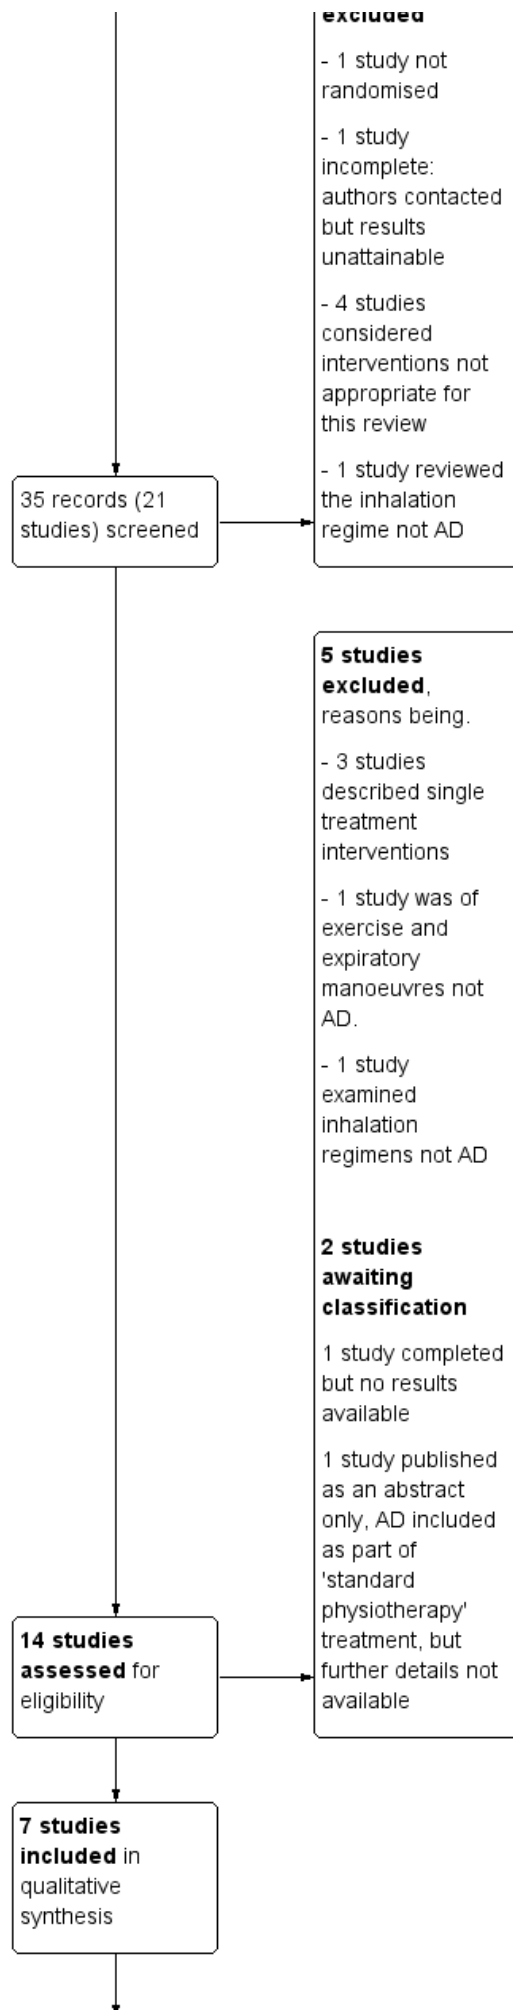 excluded
- 1 study not
randomised
- 1 study
incomplete:
authors contacted
but results
unattainable
- 4 studies
considered
interventions not
appropriate for
this review
- 1 study reviewed
the inhalation
regime not AD
35 records (21
studies) screened
5 studies
excluded,
reasons being.
- 3 studies
described single
treatment
interventions
- 1 study was of
exercise and
expiratory
manoeuvres not
AD.
- 1 study
examined
inhalation
regimens not AD
2 studies
awaiting
classification
1 study completed
but no results
available
1 study published
as an abstract
only, AD included
as part of
'standard
physiotherapy'
treatment, but
further details not
available
14 studies
assessed for
eligibility
7 studies
included in
qualitative
synthesis